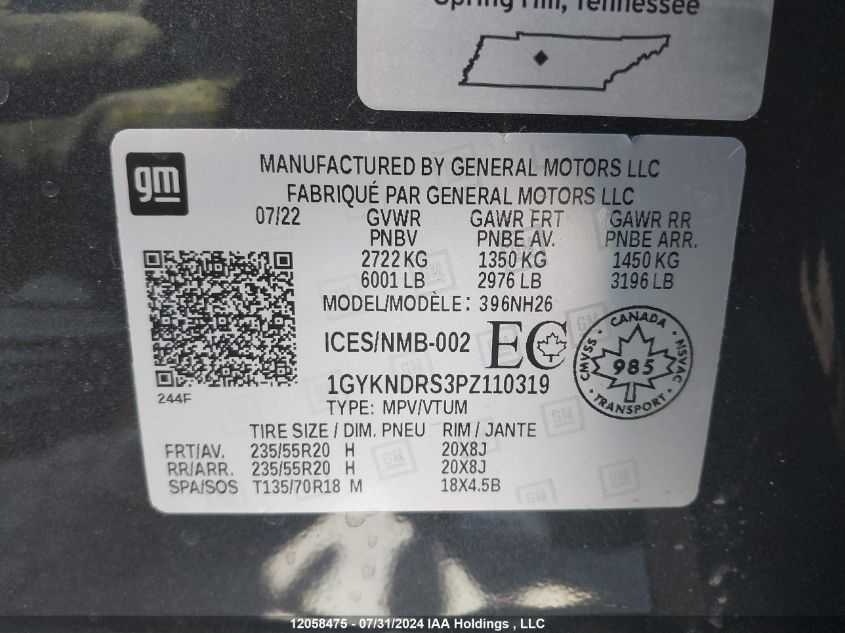 Spring Hill, Tennessee
gm
MANUFACTURED BY GENERAL MOTORS LLC
FABRIQUÉ PAR GENERAL MOTORS LLC
07/22 GVWR GAWR FRT GAWR RR
PNBV PNBE AV. PNBE ARR.
2722 KG 1350 KG 1450 KG
6001 LB 2976 LB 3196 LB
MODEL/MODÈLE: 396NH26
ICES/NMB-002 EC
CANADA CMVSS NSVAC 985 TRANSPORT
244F
1GYKNDRS3PZ110319
TYPE: MPV/VTUM
TIRE SIZE / DIM. PNEU RIM / JANTE
FRT/AV. 235/55R20 H 20X8J
RR/ARR. 235/55R20 H 20X8J
SPA/SOS T135/70R18 M 18X4.5B
12058475 - 07/31/2024 IAA Holdings , LLC